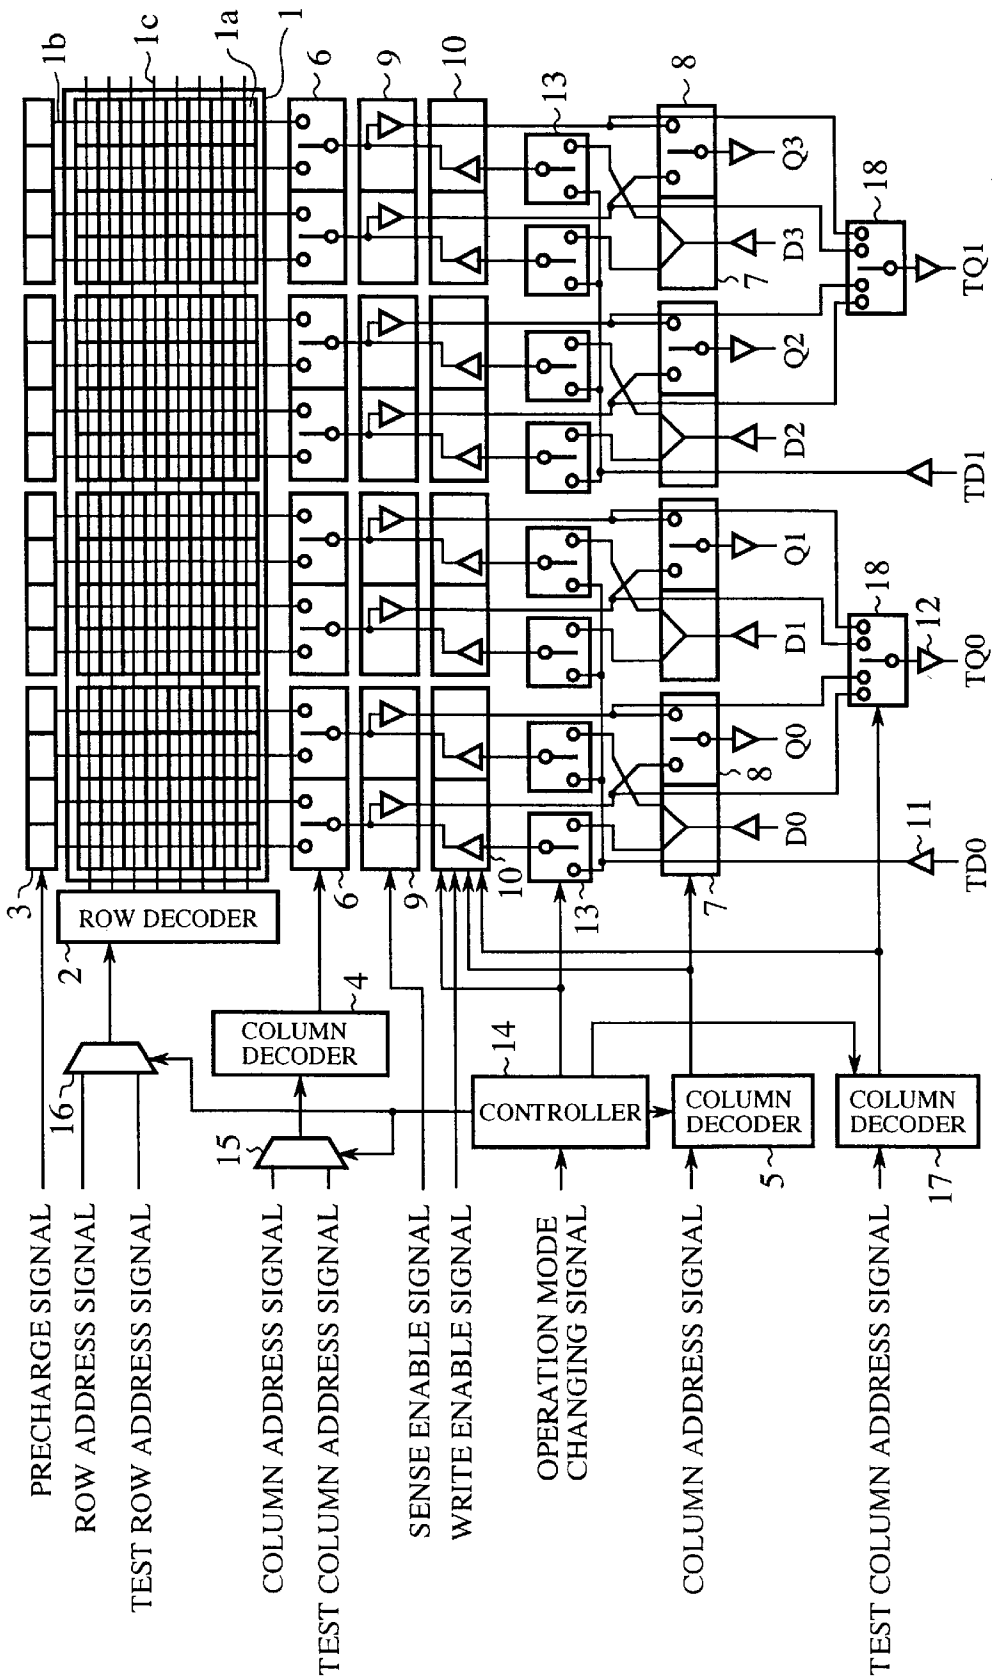 PRECHARGE SIGNAL
ROW ADDRESS SIGNAL
TEST ROW ADDRESS SIGNAL
COLUMN ADDRESS SIGNAL
TEST COLUMN ADDRESS SIGNAL
SENSE ENABLE SIGNAL
WRITE ENABLE SIGNAL
OPERATION MODE
CHANGING SIGNAL
COLUMN ADDRESS SIGNAL
TEST COLUMN ADDRESS SIGNAL
16
15
14
CONTROLLER
COLUMN
DECODER
5
COLUMN
DECODER
17
2
ROW DECODER
COLUMN
DECODER
4
3
6
9
10
13
7
8
1b
1c
1a
1
6
9
10
13
8
7
D0
Q0
D1
Q1
D2
Q2
D3
Q3
18
18
11
12
TD0
TQ0
TD1
TQ1